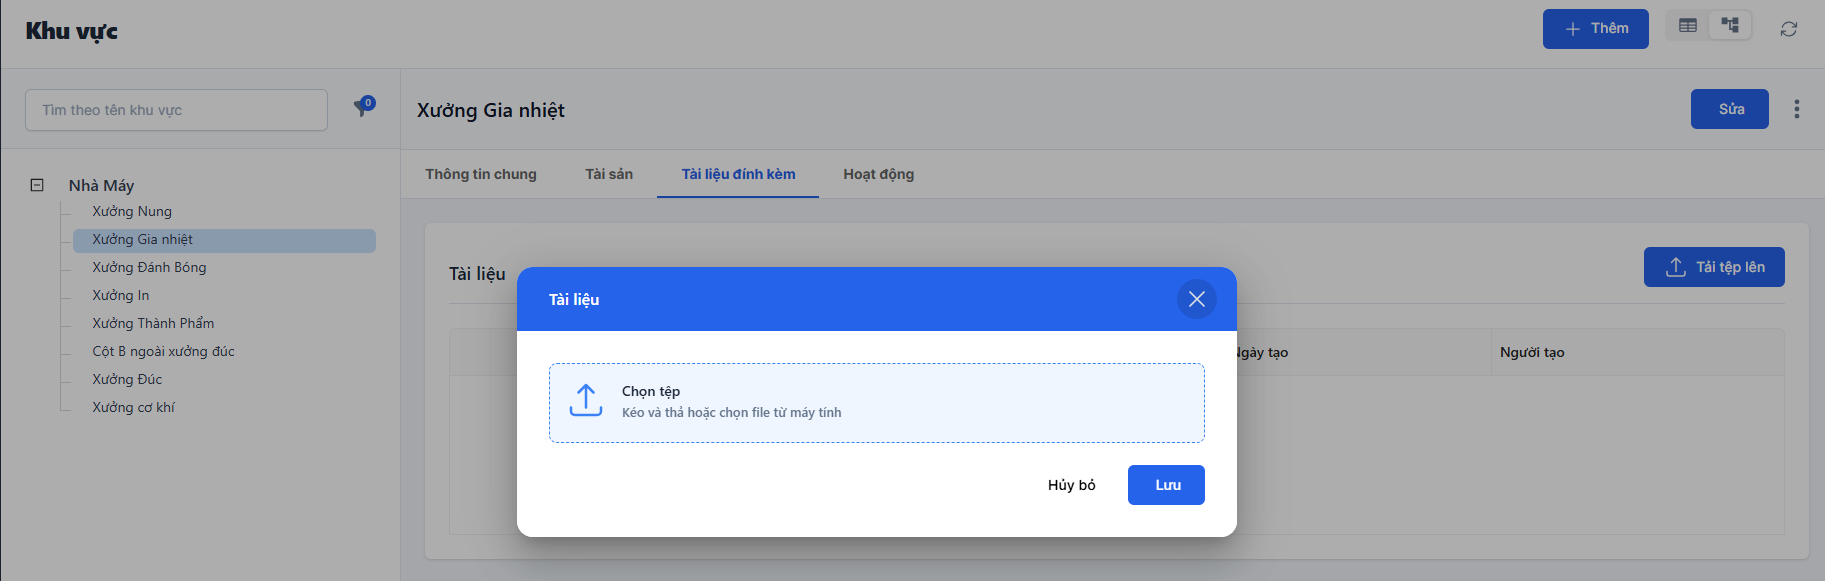 Khu vực
Thêm
Tìm theo tên khu vực
0
Xưởng Gia nhiệt
Sửa
Thông tin chung
Tài sản
Tài liệu đính kèm
Hoạt động
Nhà Máy
Xưởng Nung
Xưởng Gia nhiệt
Xưởng Đánh Bóng
Xưởng In
Xưởng Thành Phẩm
Cột B ngoài xưởng đúc
Xưởng Đúc
Xưởng cơ khí
Tài liệu
Tải tệp lên
Ngày tạo
Người tạo
Tài liệu
Chọn tệp
Kéo và thả hoặc chọn file từ máy tính
Hủy bỏ
Lưu